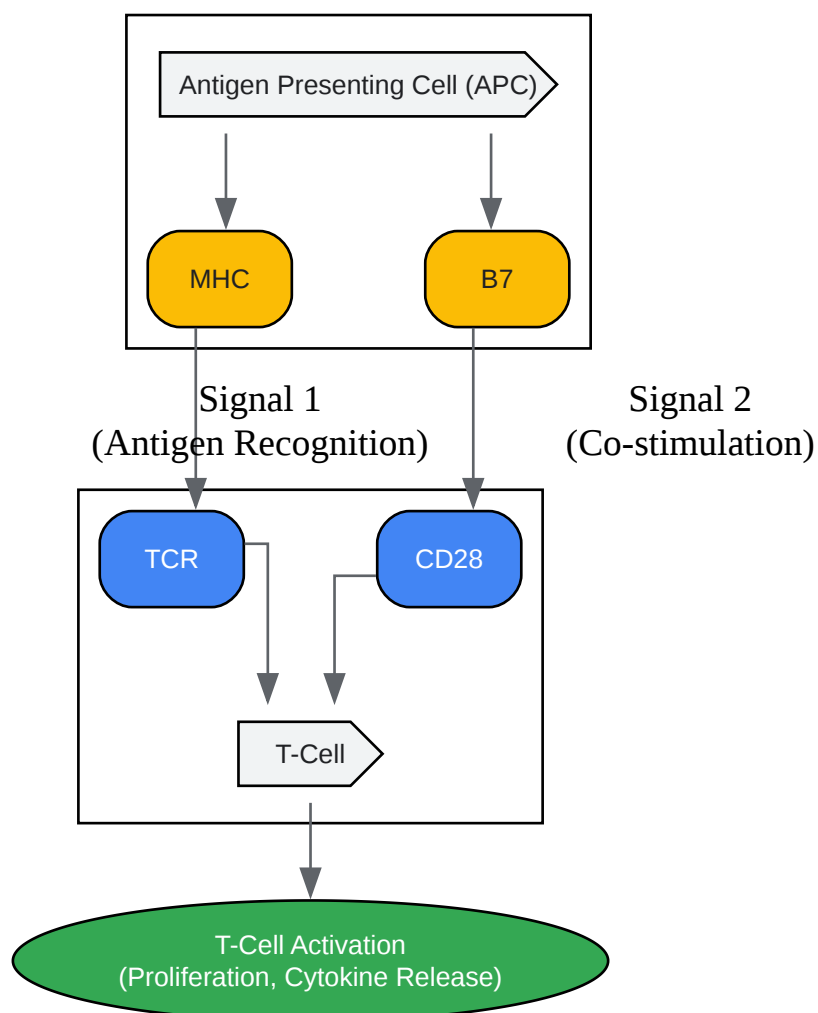 Antigen Presenting Cell (APC)
MHC
B7
Signal 1
(Antigen Recognition)
Signal 2
(Co-stimulation)
TCR
CD28
T-Cell
T-Cell Activation
(Proliferation, Cytokine Release)